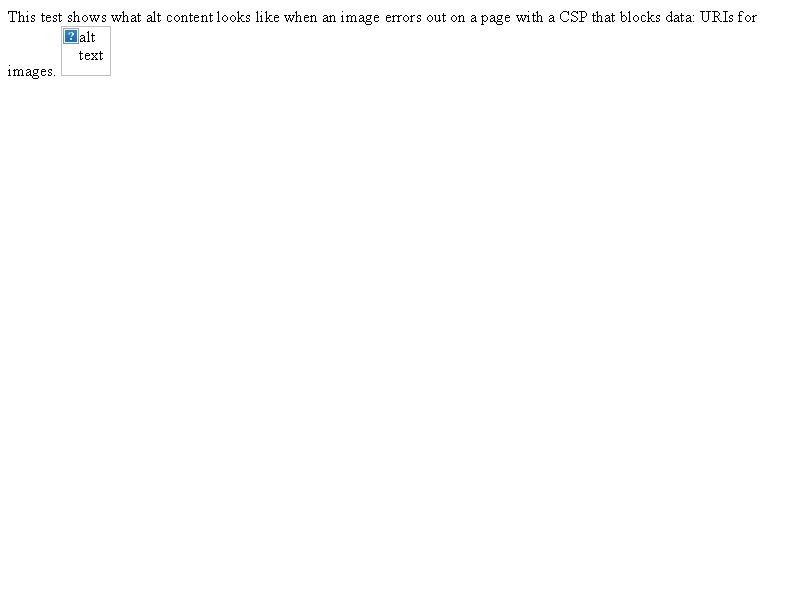 This test shows what alt content looks like when an image errors out on a page with a CSP that blocks data: URIs for
alt
text
images.